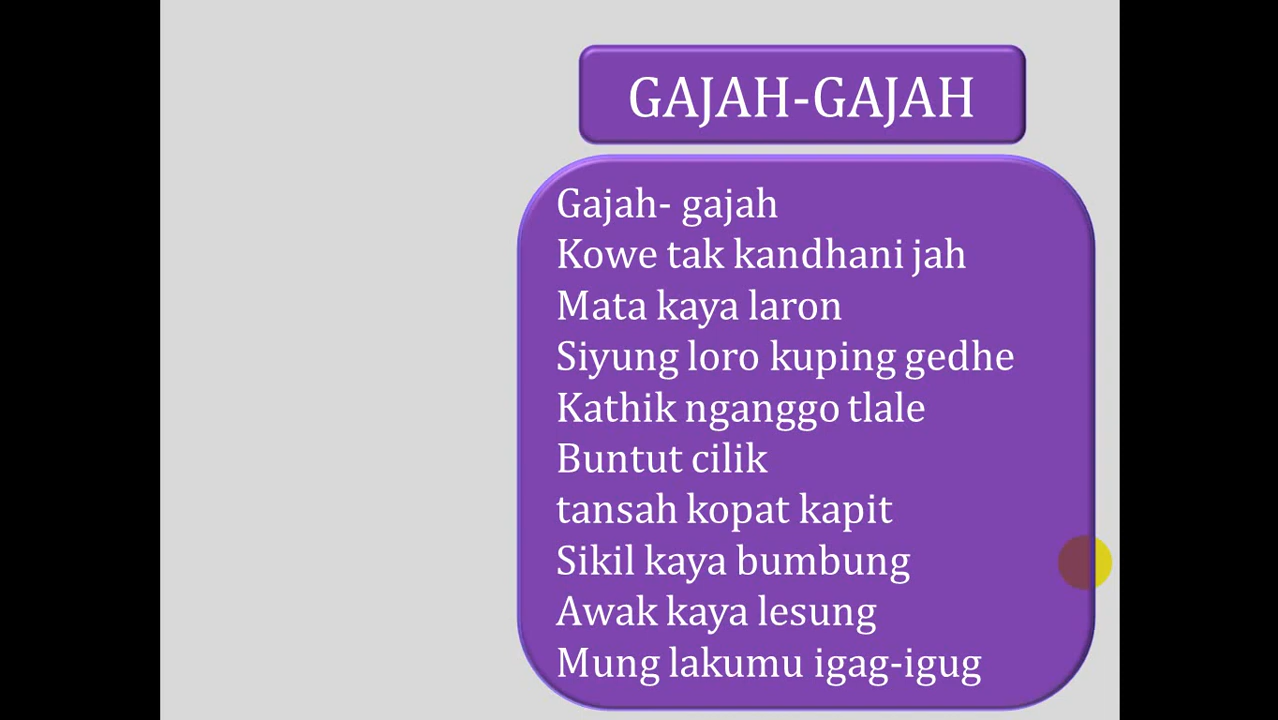 GAJAH-GAJAH
Gajah- gajah
Kowe tak kandhani jah
Mata kaya laron
Siyung loro kuping gedhe
Kathik nganggo tlale
Buntut cilik
tansah kopat kapit
Sikil kaya bumbung
Awak kaya lesung
Mung lakumu igag-igug